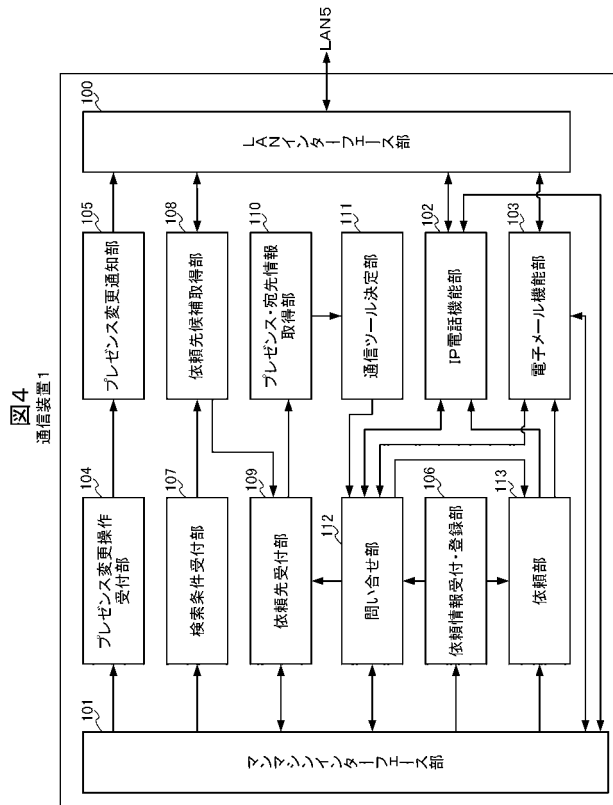 図4
通信装置1
LAN5
100
LANインターフェース部
105
プレゼンス変更通知部
108
依頼先候補取得部
110
プレゼンス・宛先情報
取得部
111
通信ツール決定部
102
IP電話機能部
103
電子メール機能部
104
プレゼンス変更操作
受付部
107
検索条件受付部
109
依頼先受付部
112
問い合せ部
106
依頼情報受付・登録部
113
依頼部
101
マンマシンインターフェース部